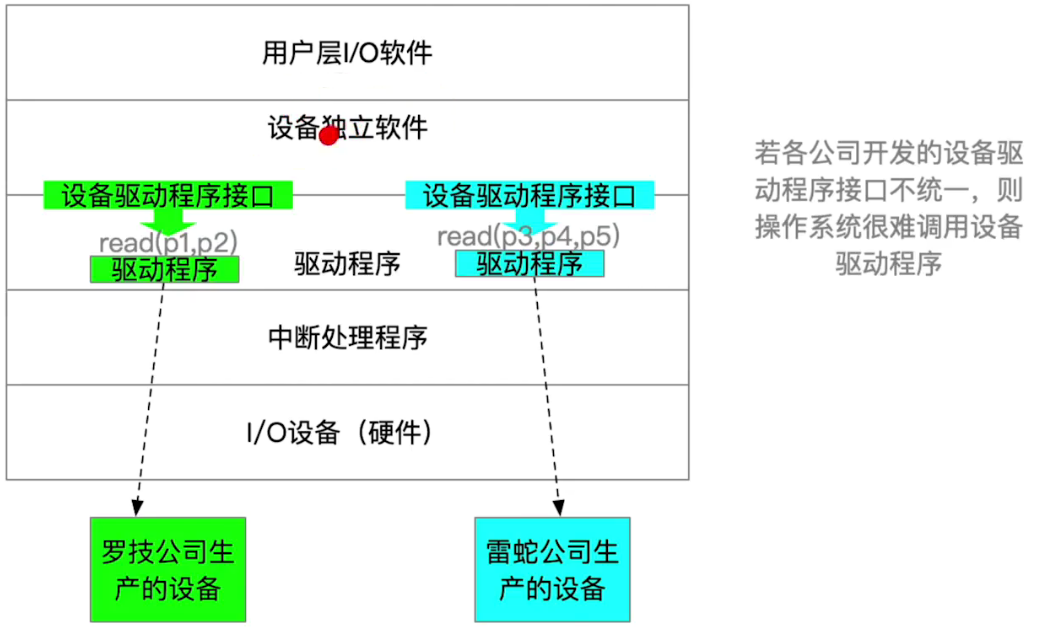 用户层I/O软件
设备独立软件
设备驱动程序接口
设备驱动程序接口
read(p1,p2)
read(p3,p4,p5)
驱动程序
驱动程序
驱动程序
中断处理程序
I/O设备（硬件）
罗技公司生
产的设备
雷蛇公司生
产的设备
若各公司开发的设备驱
动程序接口不统一，则
操作系统很难调用设备
驱动程序